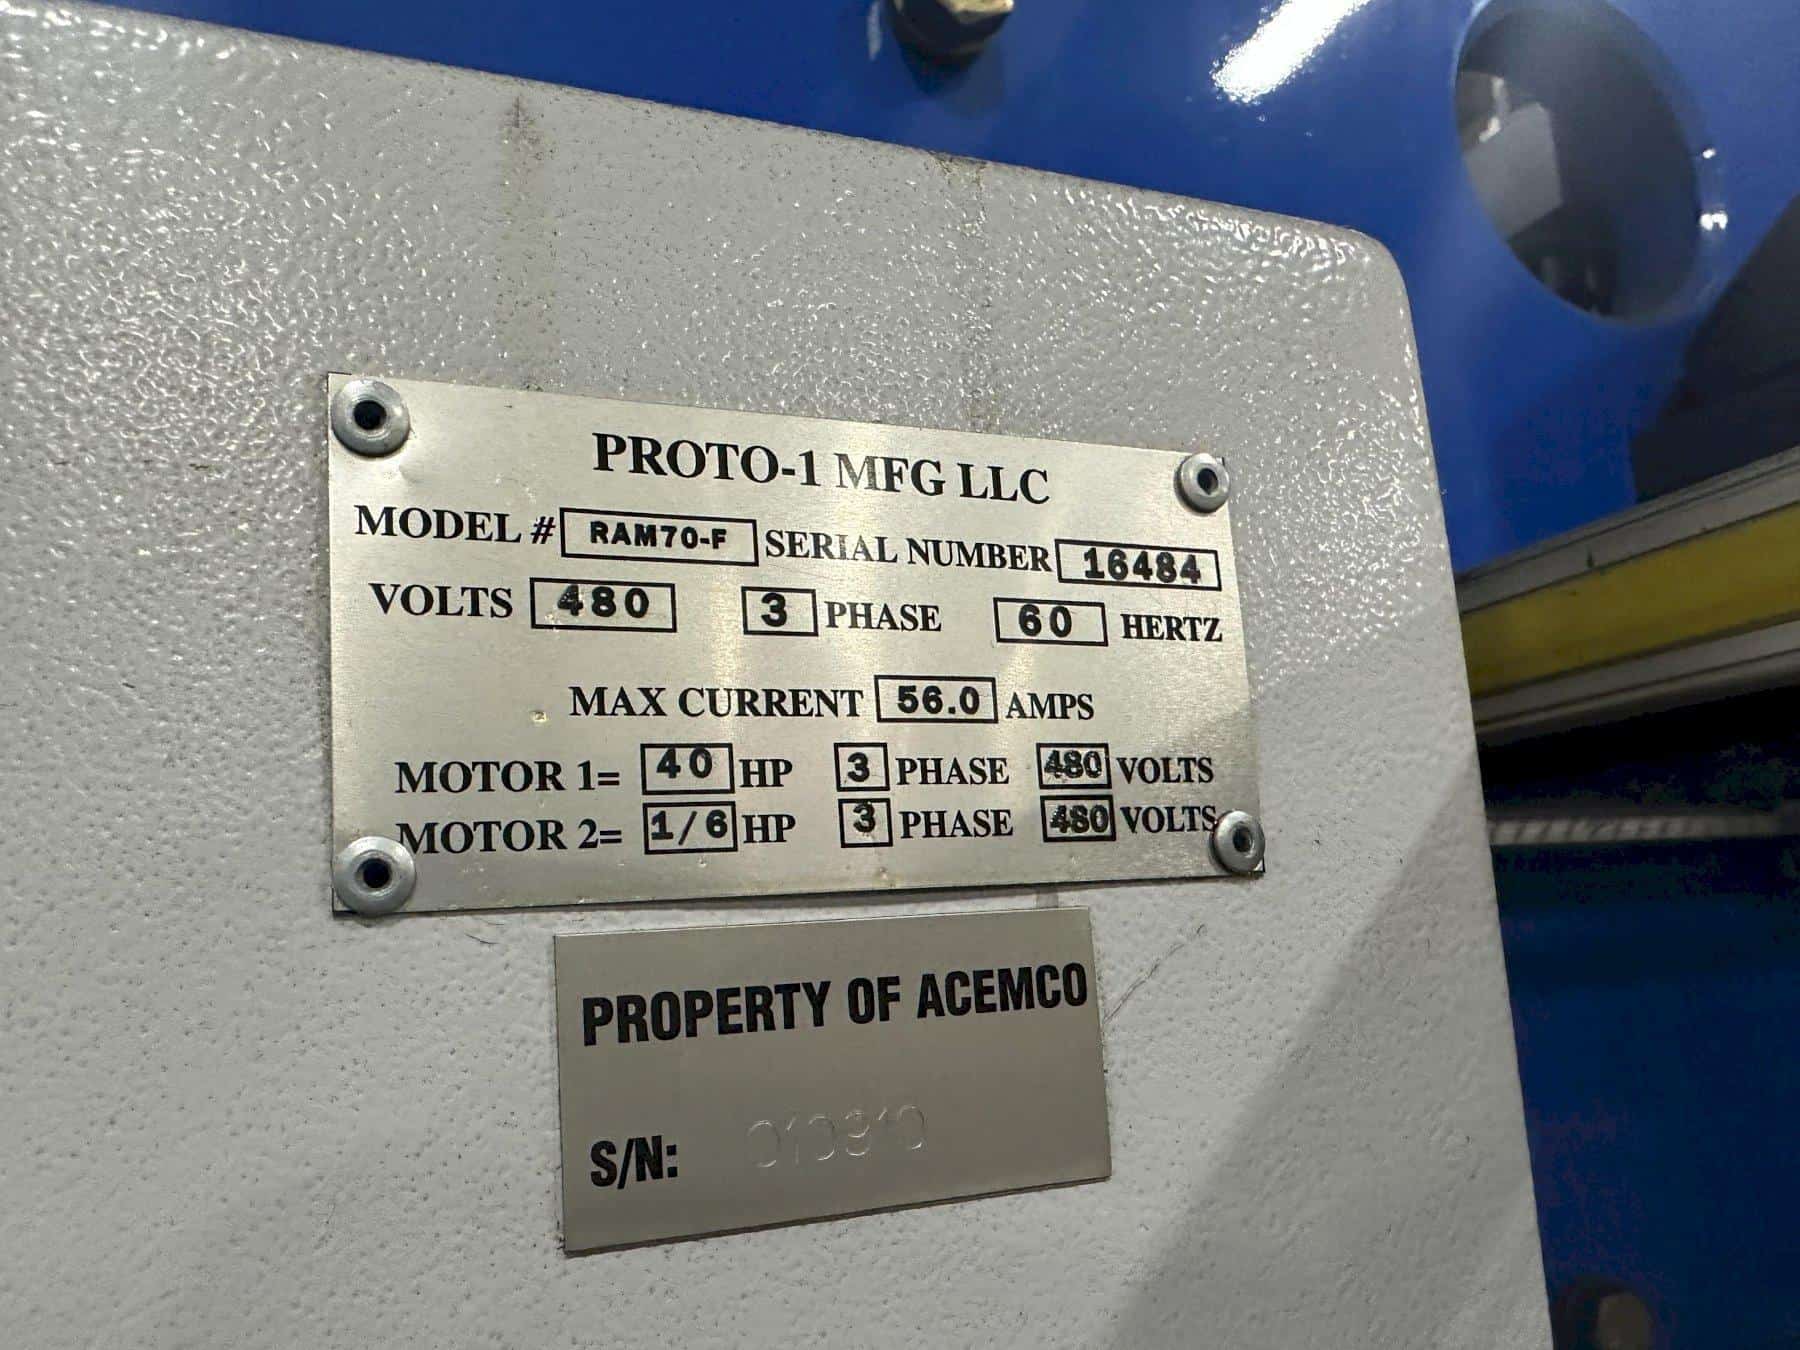 PROTO-1 MFG LLC
MODEL # RAM70-F SERIAL NUMBER 16484
VOLTS 480 3 PHASE 60 HERTZ
MAX CURRENT 56.0 AMPS
MOTOR 1= 40 HP 3 PHASE 480 VOLTS
MOTOR 2= 1/6 HP 3 PHASE 480 VOLTS
PROPERTY OF ACEMCO
S/N: 010910